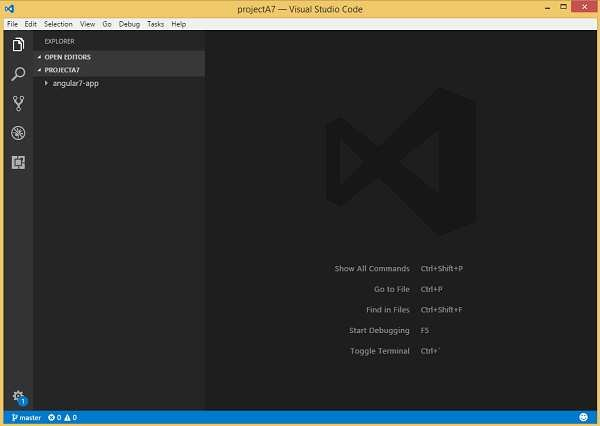 projectA7 — Visual Studio Code
File Edit Selection View Go Debug Tasks Help
EXPLORER
OPEN EDITORS
PROJECTA7
angular7-app
Show All Commands Ctrl+Shift+P
Go to File Ctrl+P
Find in Files Ctrl+Shift+F
Start Debugging F5
Toggle Terminal Ctrl+`
1
master 0 0